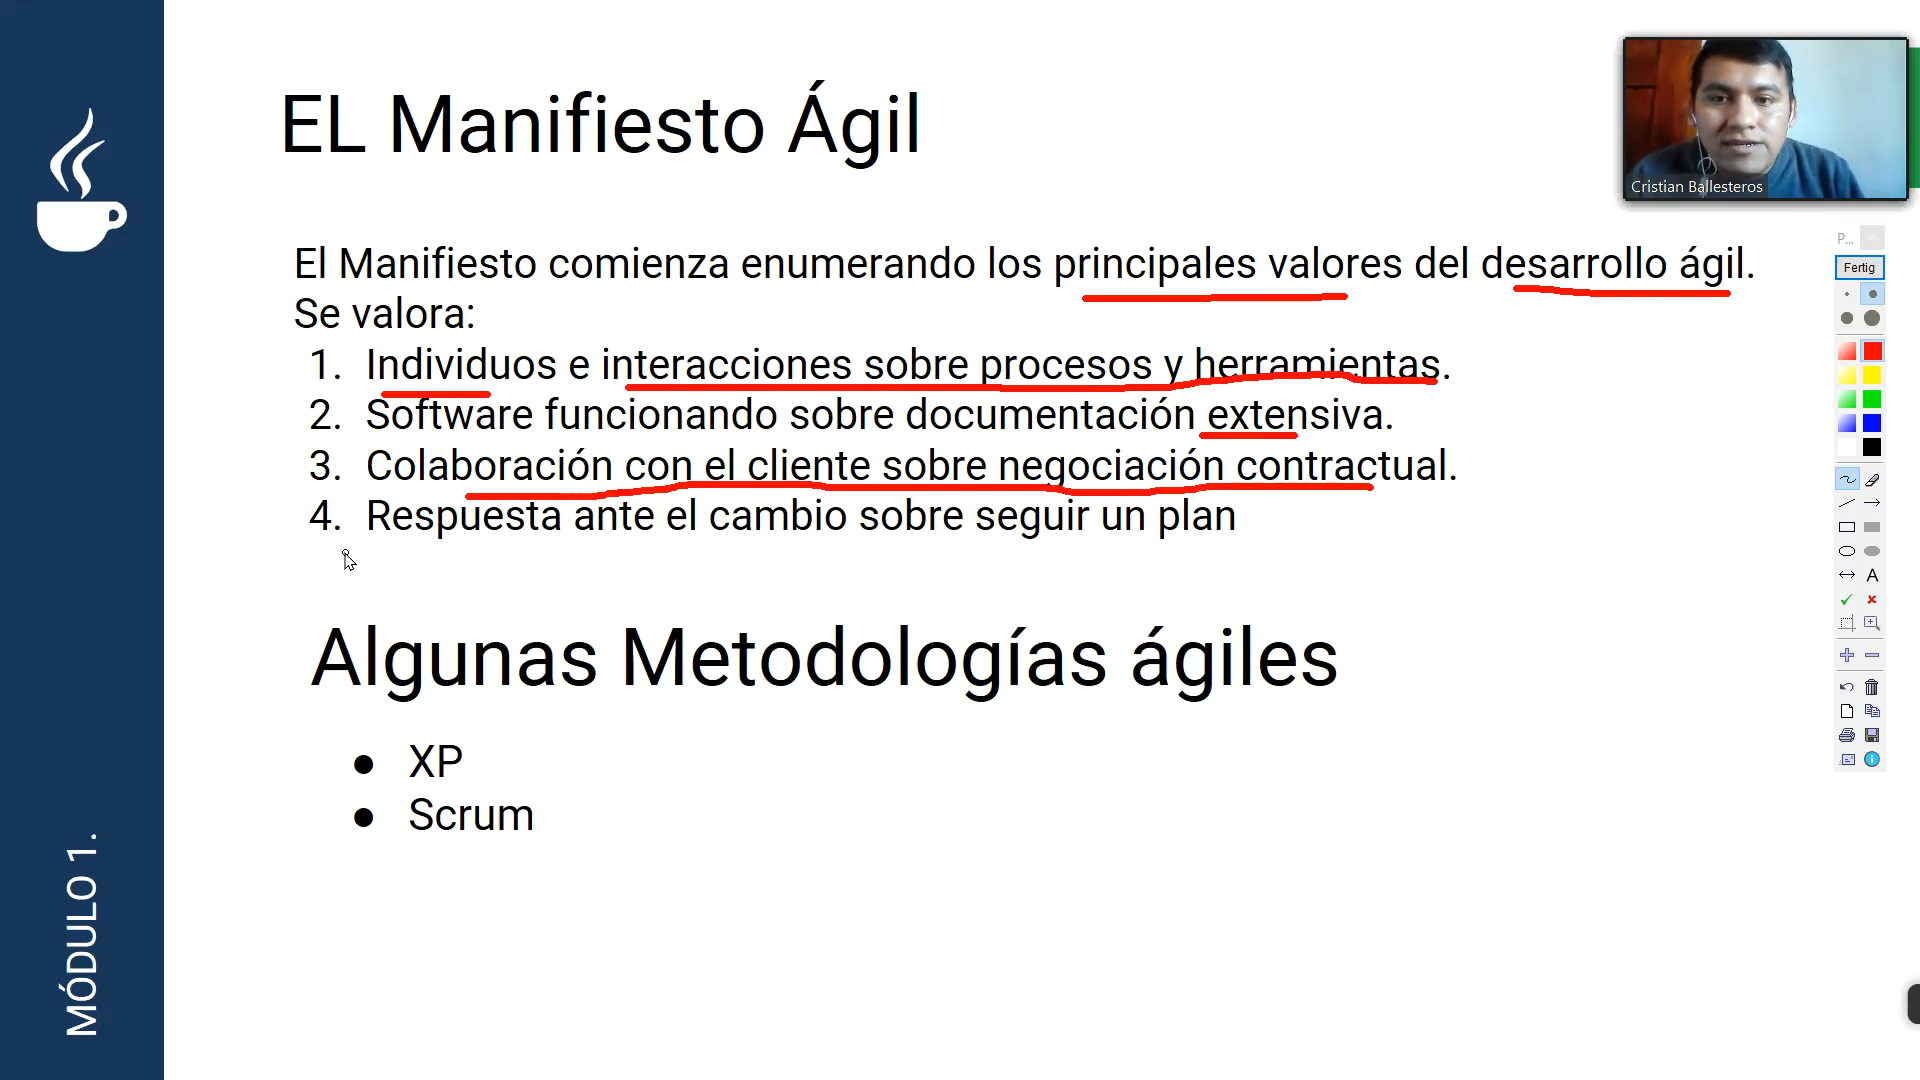 EL Manifiesto Ágil
Cristian Ballesteros
El Manifiesto comienza enumerando los principales valores del desarrollo ágil.
Se valora:
1. Individuos e interacciones sobre procesos y herramientas.
2. Software funcionando sobre documentación extensiva.
3. Colaboración con el cliente sobre negociación contractual.
4. Respuesta ante el cambio sobre seguir un plan
Algunas Metodologías ágiles
● XP
● Scrum
MÓDULO 1.
P...
Fertig
A